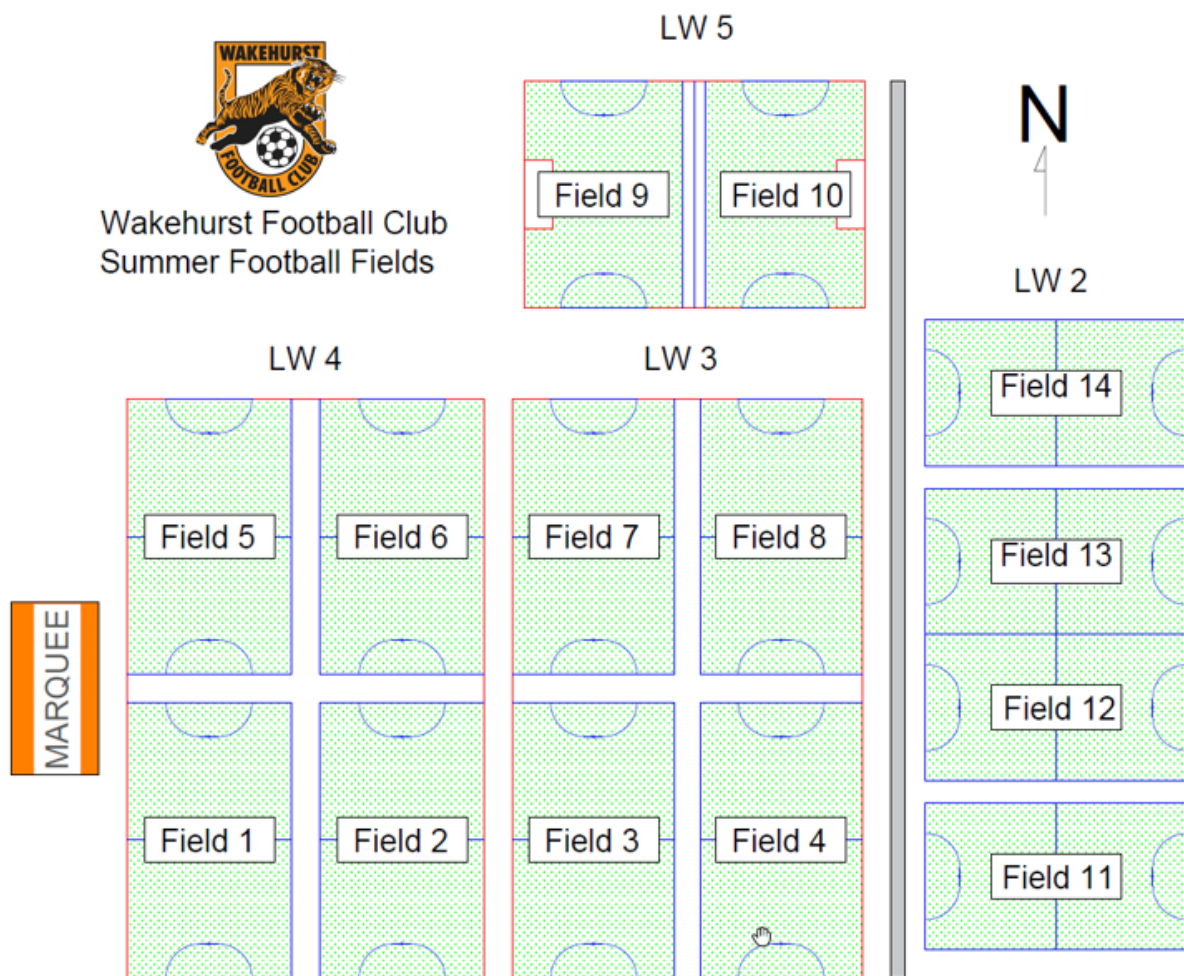 LW 5
WAKEHURST
FOOTBALL CLUB
N
Field 9
Field 10
Wakehurst Football Club
Summer Football Fields
LW 2
LW 4
LW 3
Field 14
Field 5
Field 6
Field 7
Field 8
Field 13
MARQUEE
Field 12
Field 1
Field 2
Field 3
Field 4
Field 11